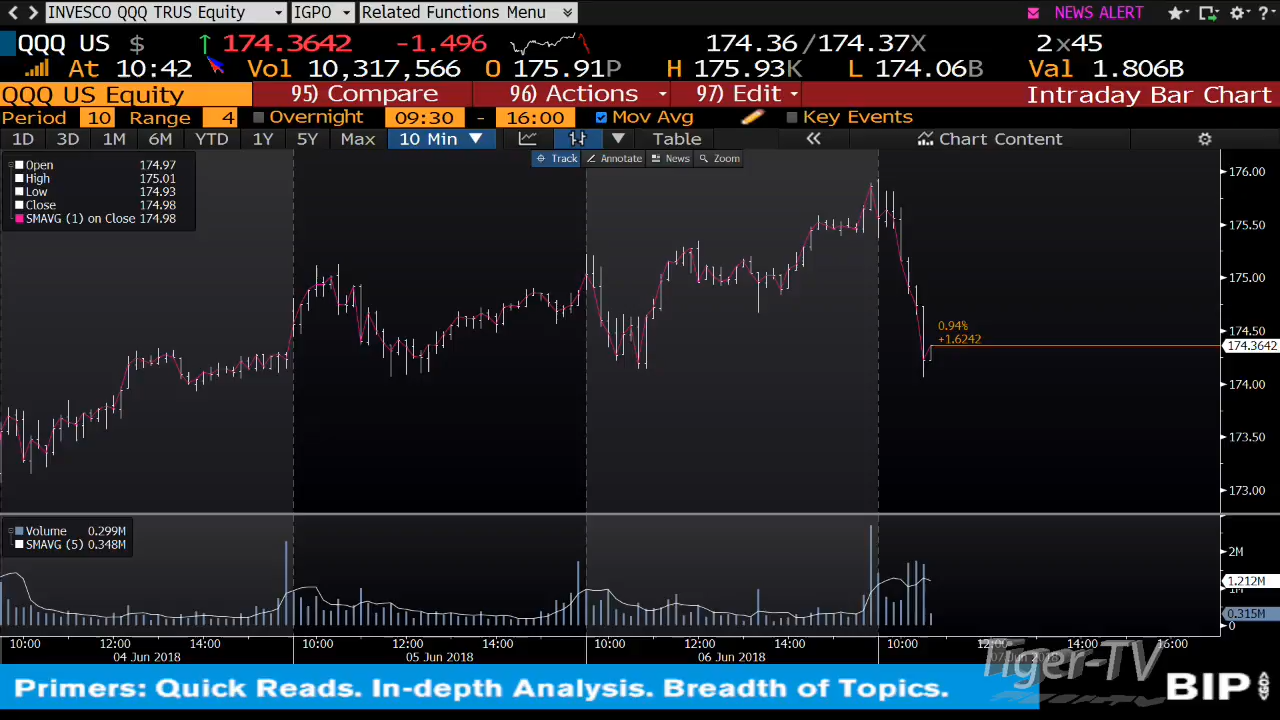 INVESCO QQQ TRUS Equity IGPO Related Functions Menu NEWS ALERT ?
QQQ US $ 174.3642 -1.496 174.36 /174.37X 2x45
At 10:42 Vol 10,317,566 O 175.91P H 175.93K L 174.06B Val 1.806B
QQQ US Equity 95) Compare 96) Actions 97) Edit Intraday Bar Chart
Period 10 Range 4 Overnight 09:30 - 16:00 Mov Avg Key Events
1D 3D 1M 6M YTD 1Y 5Y Max 10 Min Table Chart Content
Track Annotate News Zoom
Open 174.97
High 175.01
Low 174.93
Close 174.98
SMAVG (1) on Close 174.98
176.00
175.50
175.00
174.50
174.3642
174.00
173.50
173.00
0.94%
+1.6242
Volume 0.299M
SMAVG (5) 0.348M
2M
1.212M
1M
0.315M
0
10:00 12:00 14:00 10:00 12:00 14:00 10:00 12:00 14:00 10:00 12:00 14:00 16:00
04 Jun 2018 05 Jun 2018 06 Jun 2018 07 Jun 2018
Tiger-TV
Primers: Quick Reads. In-depth Analysis. Breadth of Topics.
BIP